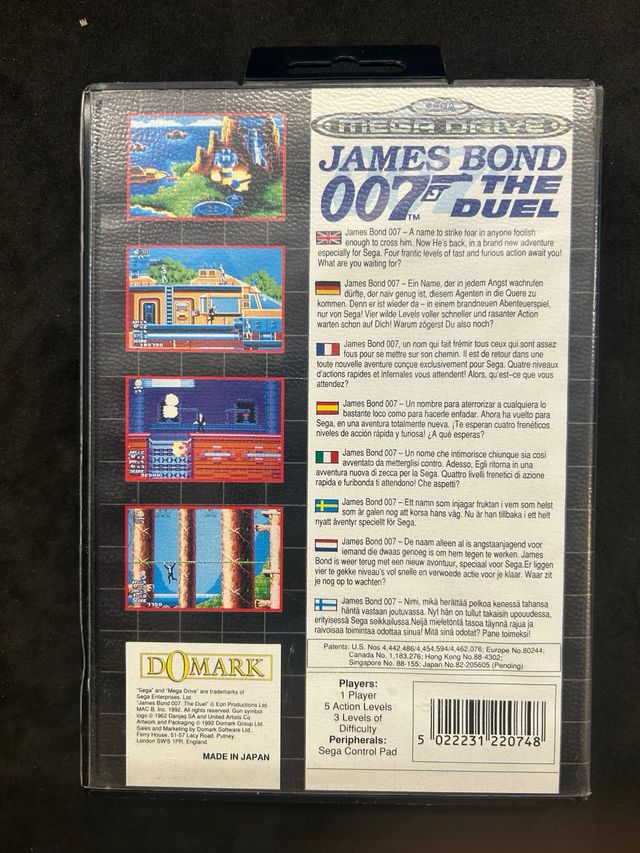 SEGA
MEGA DRIVE
JAMES BOND
007 THE
DUEL
TM
James Bond 007 – A name to strike fear in anyone foolish
enough to cross him. Now He's back, in a brand new adventure
especially for Sega. Four frantic levels of fast and furious action await you!
What are you waiting for?
James Bond 007 – Ein Name, der in jedem Angst wachrufen
dürfte, der naiv genug ist, diesem Agenten in die Quere zu
kommen. Denn er ist wieder da – in einem brandneuen Abenteuerspiel,
nur von Sega! Vier wilde Levels voller schneller und rasanter Action
warten schon auf Dich! Warum zögerst Du also noch?
James Bond 007, un nom qui fait frémir tous ceux qui sont assez
fous pour se mettre sur son chemin. Il est de retour dans une
toute nouvelle aventure conçue exclusivement pour Sega. Quatre niveaux
d'actions rapides et infernales vous attendent! Alors, qu'est-ce que vous
attendez?
James Bond 007 – Un nombre para aterrorizar a cualquiera lo
bastante loco como para hacerle enfadar. Ahora ha vuelto para
Sega, en una aventura totalmente nueva. ¡Te esperan cuatro frenéticos
niveles de acción rápida y furiosa! ¿A qué esperas?
James Bond 007 – Un nome che intimorisce chiunque sia cosi
avventato da metterglisi contro. Adesso, Egli ritorna in una
avventura nuova di zecca per la Sega. Quattro livelli frenetici di azione
rapida e furibonda ti attendono! Che aspetti?
James Bond 007 – Ett namn som injagar fruktan i vem som helst
som är galen nog att korsa hans väg. Nu är han tillbaka i ett helt
nyatt äventyr speciellt för Sega.
James Bond 007 – De naam alleen al is angstaanjagend voor
iemand die dwaas genoeg is om hem tegen te werken. James
Bond is weer terug met een nieuw avontuur, speciaal voor Sega.Er liggen
vier te gekke niveau's vol snelle en verwoede actie voor je klaar. Waar zit
je nog op to wachten?
James Bond 007 – Nimi, mikä herättää pelkoa kenessä tahansa
häntä vastaan joutuvassa. Nyt hän on tullut takaisin upouudessa,
erityisessä Sega seikkailussa.Neljä mieletöntä tasoa täynnä rajua ja
raivoisaa toimintaa odottaa sinua! Mitä sinä odotat? Pane toimeksi!
Patents: U.S. Nos 4,442,486/4,454,594/4,462,076; Europe No.80244;
Canada No. 1,183,276; Hong Kong No.88-4302;
Singapore No. 88-155; Japan No.82-205605 (Pending)
DOMARK
"Sega" and "Mega Drive" are trademarks of
Sega Enterprises, Ltd.
"James Bond 007: The Duel" © Eon Productions Ltd.
MAC B. Inc. 1992. All rights reserved. Gun symbol
logo © 1962 Danjaq SA and United Artists Co.
Artwork and Packaging © 1992 Domark Group Ltd.
Sales and Marketing by Domark Software Ltd.,
Ferry House, 51-57 Lacy Road, Putney,
London SW15 1PR, England.
MADE IN JAPAN
Players:
1 Player
5 Action Levels
3 Levels of
Difficulty
Peripherals:
Sega Control Pad
5 022231 220748